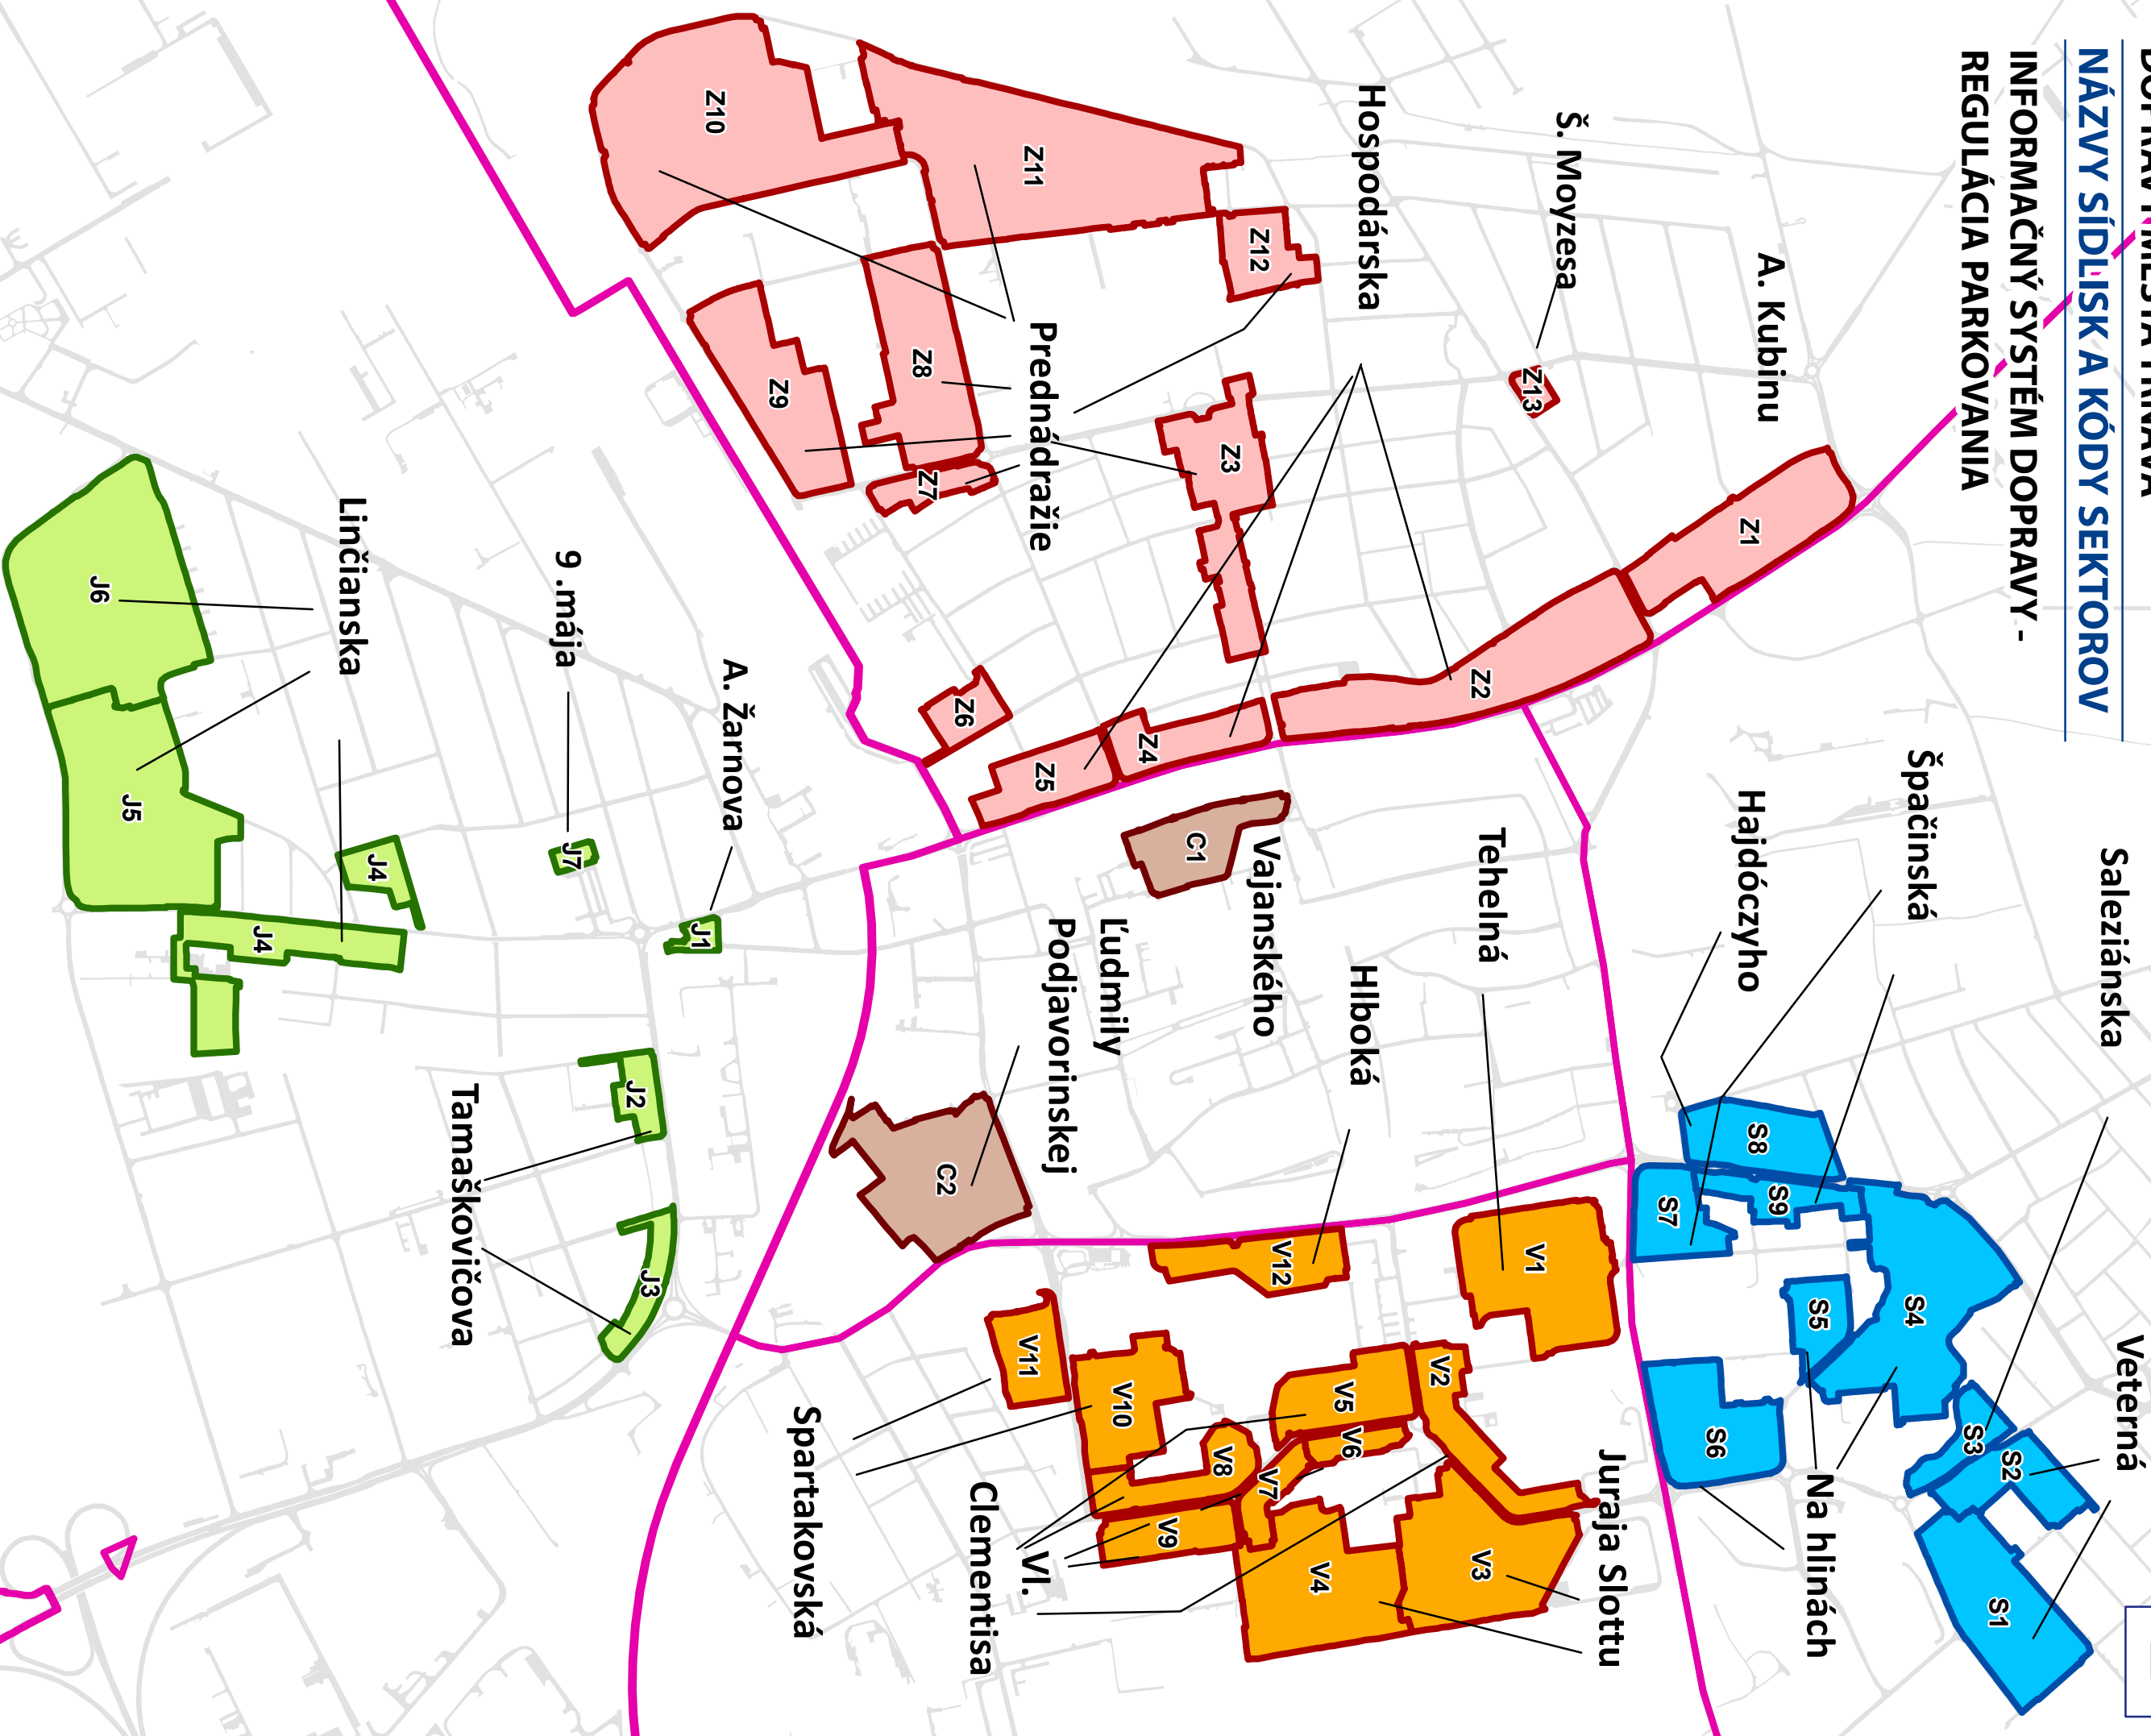 NÁZVY SÍDLISK A KÓDY SEKTOROV
INFORMAČNÝ SYSTÉM DOPRAVY -
REGULÁCIA PARKOVANIA
Saleziánska
Veterná
Špačinská
Hajdóczyho
Na hlinách
A. Kubinu
Š. Moyzesa
Hospodárska
Prednádražie
Tehelná
Hlboká
Vajanského
Ľudmily
Podjavorinskej
Juraja Slottu
Vl.
Clementisa
Spartakovská
A. Žarnova
9 .mája
Linčianska
Tamaškovičova
Z1
Z2
Z3
Z4
Z5
Z6
Z7
Z8
Z9
Z10
Z11
Z12
Z13
C1
C2
S1
S2
S3
S4
S5
S6
S7
S8
S9
V1
V2
V3
V4
V5
V6
V7
V8
V9
V10
V11
V12
J1
J2
J3
J4
J4
J5
J6
J7